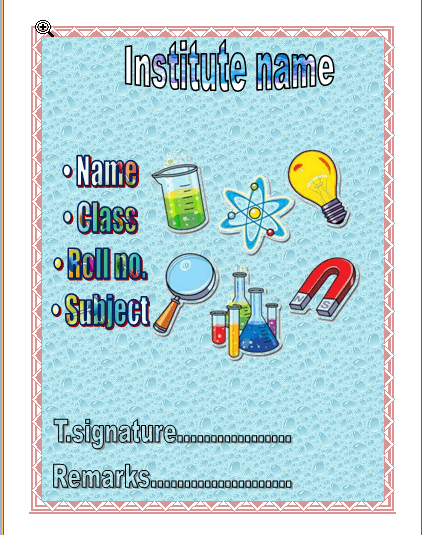 Institute name
• Name
• Class
• Roll no.
• Subject
N S
T.signature.................
Remarks.....................